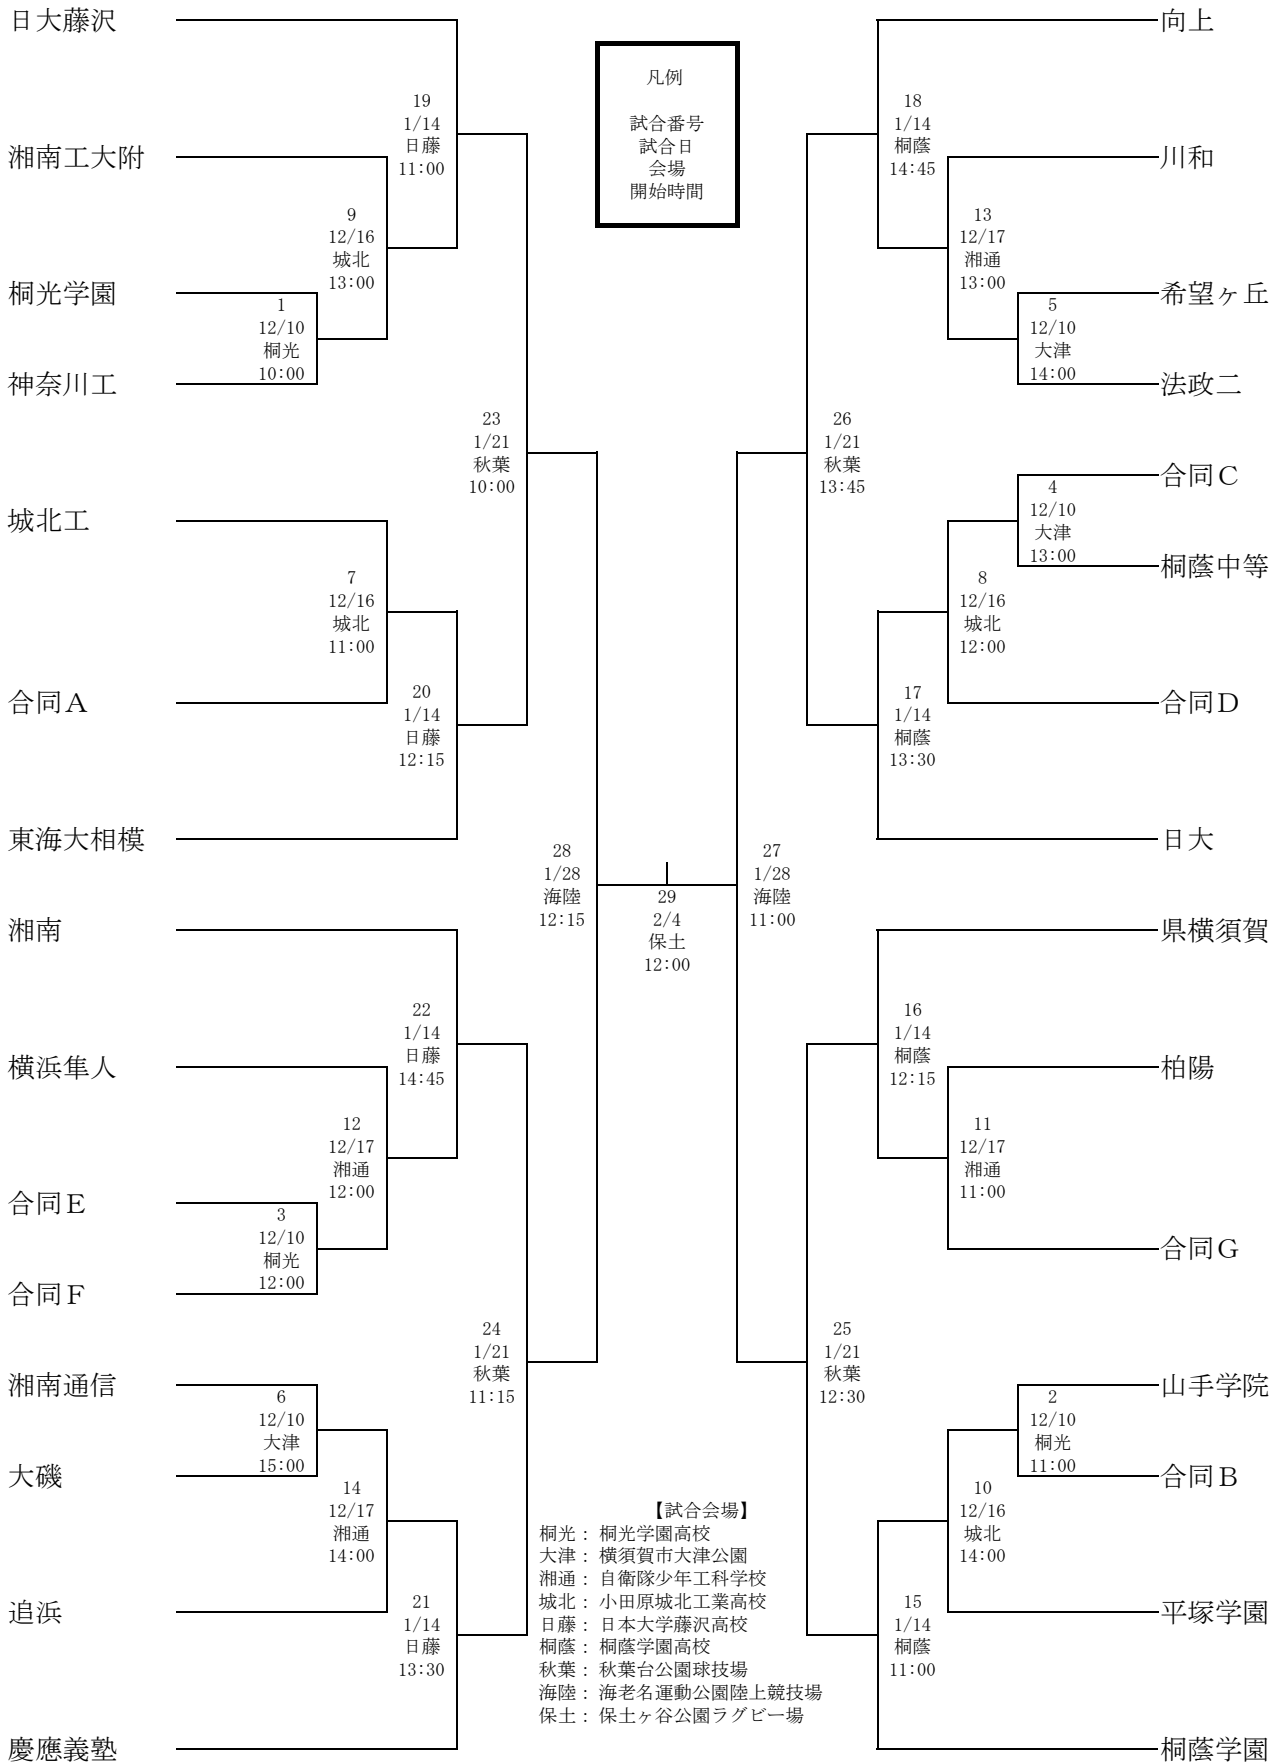 日大藤沢
湘南工大附
桐光学園
神奈川工
城北工
合同A
東海大相模
湘南
横浜隼人
合同E
合同F
湘南通信
大磯
追浜
慶應義塾
1
12/10
桐光
10:00
3
12/10
桐光
12:00
6
12/10
大津
15:00
9
12/16
城北
13:00
7
12/16
城北
11:00
12
12/17
湘通
12:00
14
12/17
湘通
14:00
19
1/14
日藤
11:00
20
1/14
日藤
12:15
22
1/14
日藤
14:45
21
1/14
日藤
13:30
23
1/21
秋葉
10:00
24
1/21
秋葉
11:15
28
1/28
海陸
12:15
凡例
試合番号
試合日
会場
開始時間
29
2/4
保土
12:00
27
1/28
海陸
11:00
26
1/21
秋葉
13:45
25
1/21
秋葉
12:30
18
1/14
桐蔭
14:45
17
1/14
桐蔭
13:30
16
1/14
桐蔭
12:15
15
1/14
桐蔭
11:00
13
12/17
湘通
13:00
8
12/16
城北
12:00
11
12/17
湘通
11:00
10
12/16
城北
14:00
5
12/10
大津
14:00
4
12/10
大津
13:00
2
12/10
桐光
11:00
向上
川和
希望ヶ丘
法政二
合同C
桐蔭中等
合同D
日大
県横須賀
柏陽
合同G
山手学院
合同B
平塚学園
桐蔭学園
【試合会場】
桐光：桐光学園高校
大津：横須賀市大津公園
湘通：自衛隊少年工科学校
城北：小田原城北工業高校
日藤：日本大学藤沢高校
桐蔭：桐蔭学園高校
秋葉：秋葉台公園球技場
海陸：海老名運動公園陸上競技場
保土：保土ヶ谷公園ラグビー場